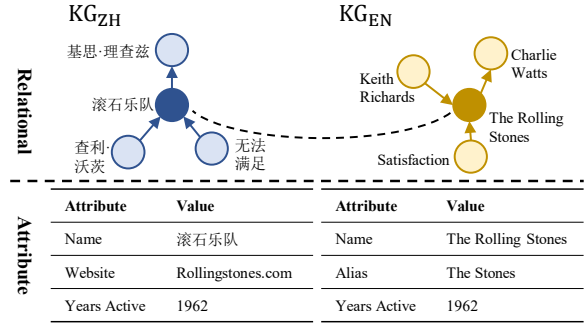 KG_ZH
KG_EN
Relational
基思·理查兹
滚石乐队
查利·
沃茨
无法
满足
Charlie
Watts
Keith
Richards
The Rolling
Stones
Satisfaction
Attribute
Attribute Value
Name 滚石乐队
Website Rollingstones.com
Years Active 1962
Attribute Value
Name The Rolling Stones
Alias The Stones
Years Active 1962